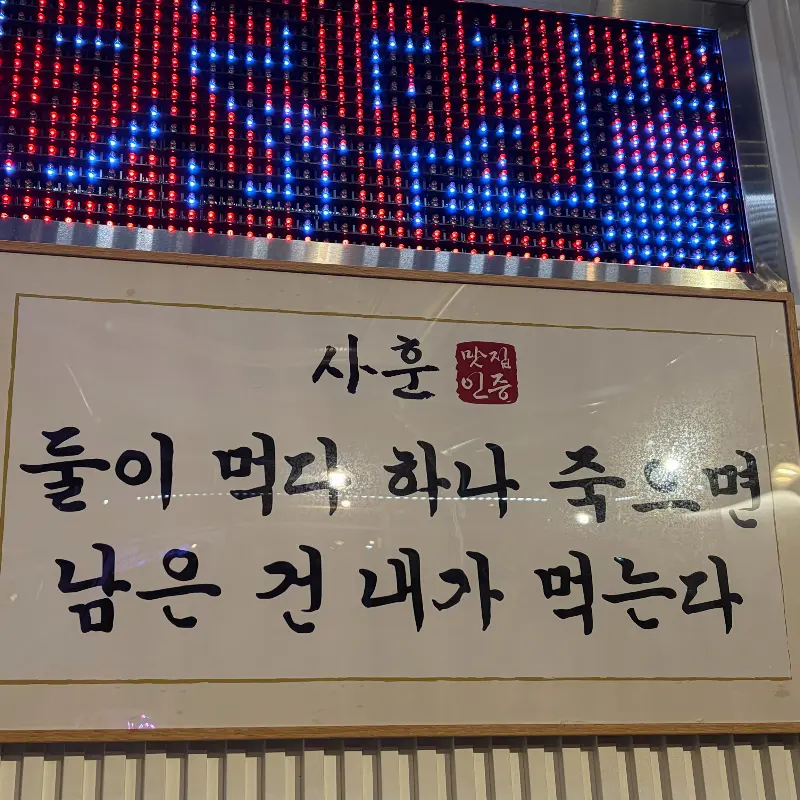 사훈
맛집
인증
둘이 먹다 하나 죽으면
남은 건 내가 먹는다